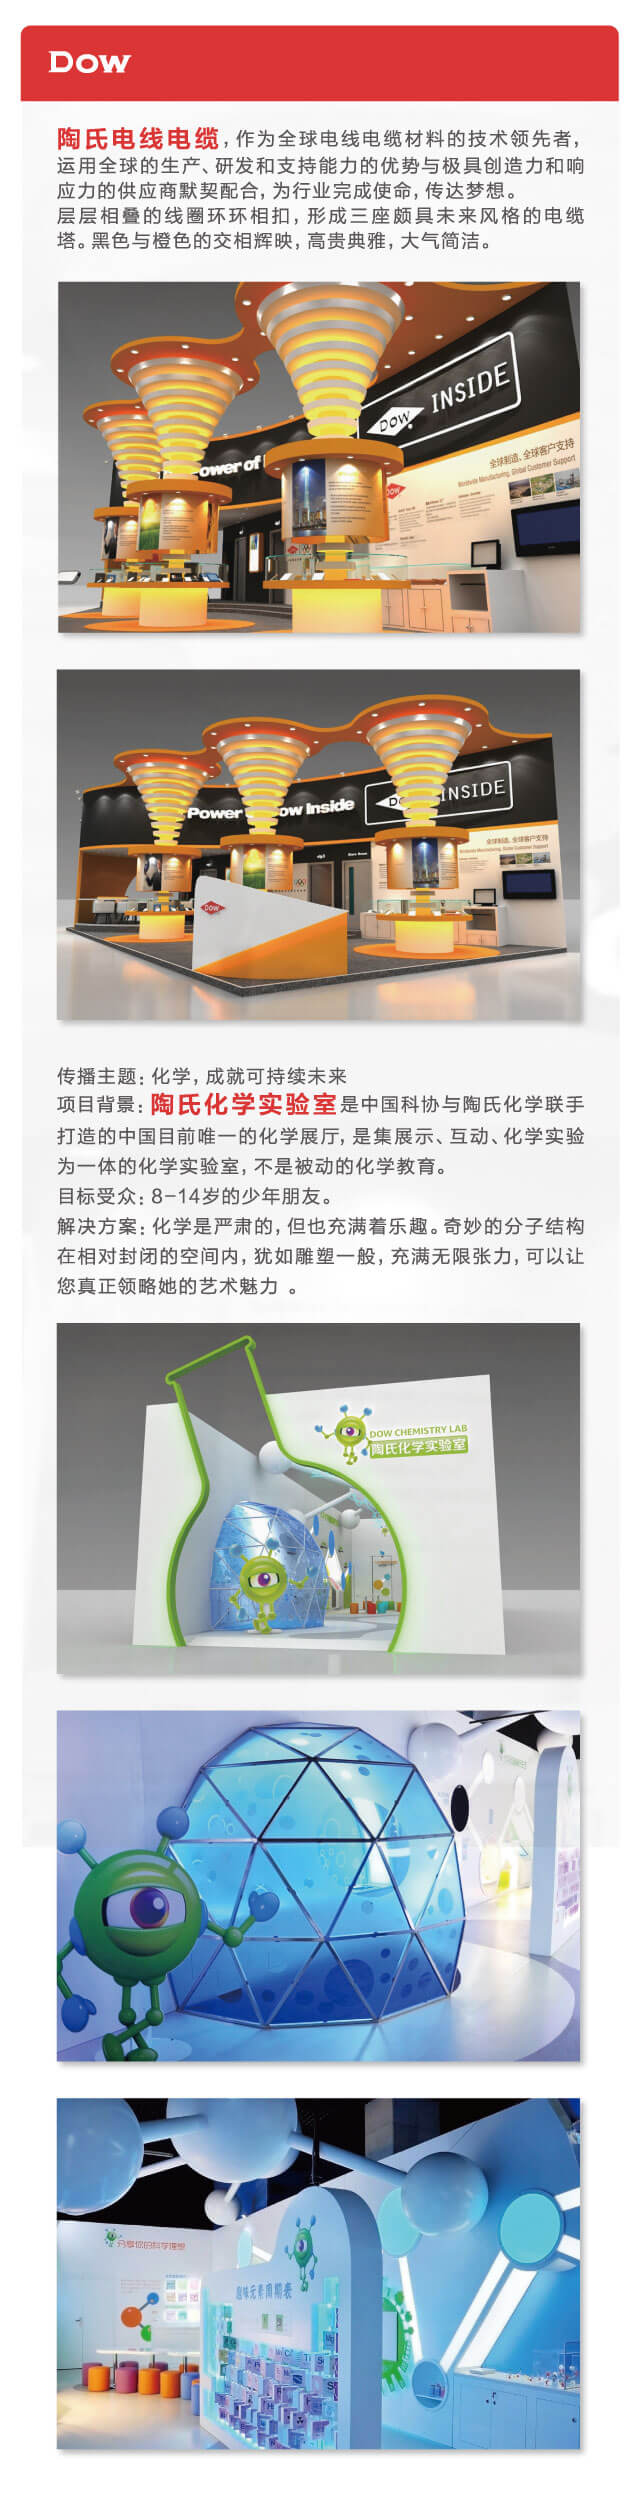 Dow
陶氏电线电缆，作为全球电线电缆材料的技术领先者，
运用全球的生产、研发和支持能力的优势与极具创造力和响
应力的供应商默契配合，为行业完成使命，传达梦想。
层层相叠的线圈环环相扣，形成三座颇具未来风格的电缆
塔。黑色与橙色的交相辉映，高贵典雅，大气简洁。
DOW INSIDE
Power of
全球制造、全球客户支持
Worldwide Manufacturing, Global Customer Support
DOW
Power Dow Inside
DOW INSIDE
全球制造、全球客户支持
Worldwide Manufacturing, Global Customer Support
DOW
传播主题：化学，成就可持续未来
项目背景：陶氏化学实验室是中国科协与陶氏化学联手
打造的中国目前唯一的化学展厅，是集展示、互动、化学实验
为一体的化学实验室，不是被动的化学教育。
目标受众：8-14岁的少年朋友。
解决方案：化学是严肃的，但也充满着乐趣。奇妙的分子结构
在相对封闭的空间内，犹如雕塑一般，充满无限张力，可以让
您真正领略她的艺术魅力 。
DOW CHEMISTRY LAB
陶氏化学实验室
分享你的科学理想
趣味元素周期表